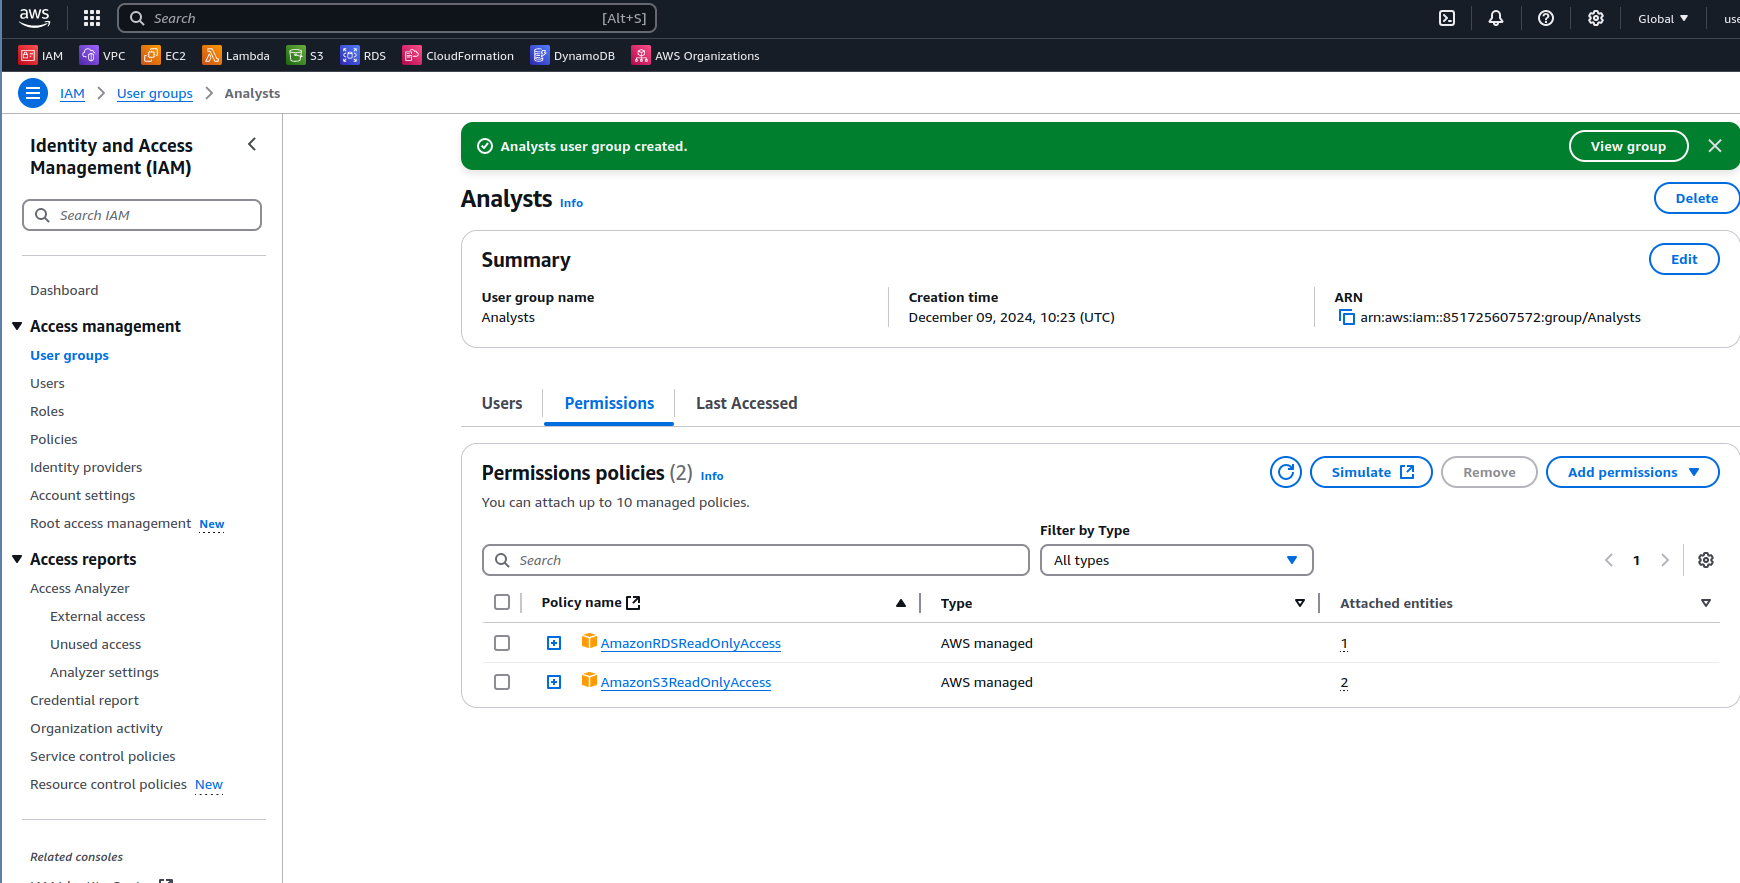 aws
Search [Alt+S]
Global
IAM VPC EC2 Lambda S3 RDS CloudFormation DynamoDB AWS Organizations
IAM User groups Analysts
Identity and Access
Management (IAM)
Search IAM
Dashboard
Access management
User groups
Users
Roles
Policies
Identity providers
Account settings
Root access management New
Access reports
Access Analyzer
External access
Unused access
Analyzer settings
Credential report
Organization activity
Service control policies
Resource control policies New
Related consoles
Analysts user group created.
View group
Analysts Info
Delete
Summary
Edit
User group name
Analysts
Creation time
December 09, 2024, 10:23 (UTC)
ARN
arn:aws:iam::851725607572:group/Analysts
Users Permissions Last Accessed
Permissions policies (2) Info
You can attach up to 10 managed policies.
Simulate Remove Add permissions
Filter by Type
Search
All types
1
Policy name Type Attached entities
AmazonRDSReadOnlyAccess AWS managed 1
AmazonS3ReadOnlyAccess AWS managed 2